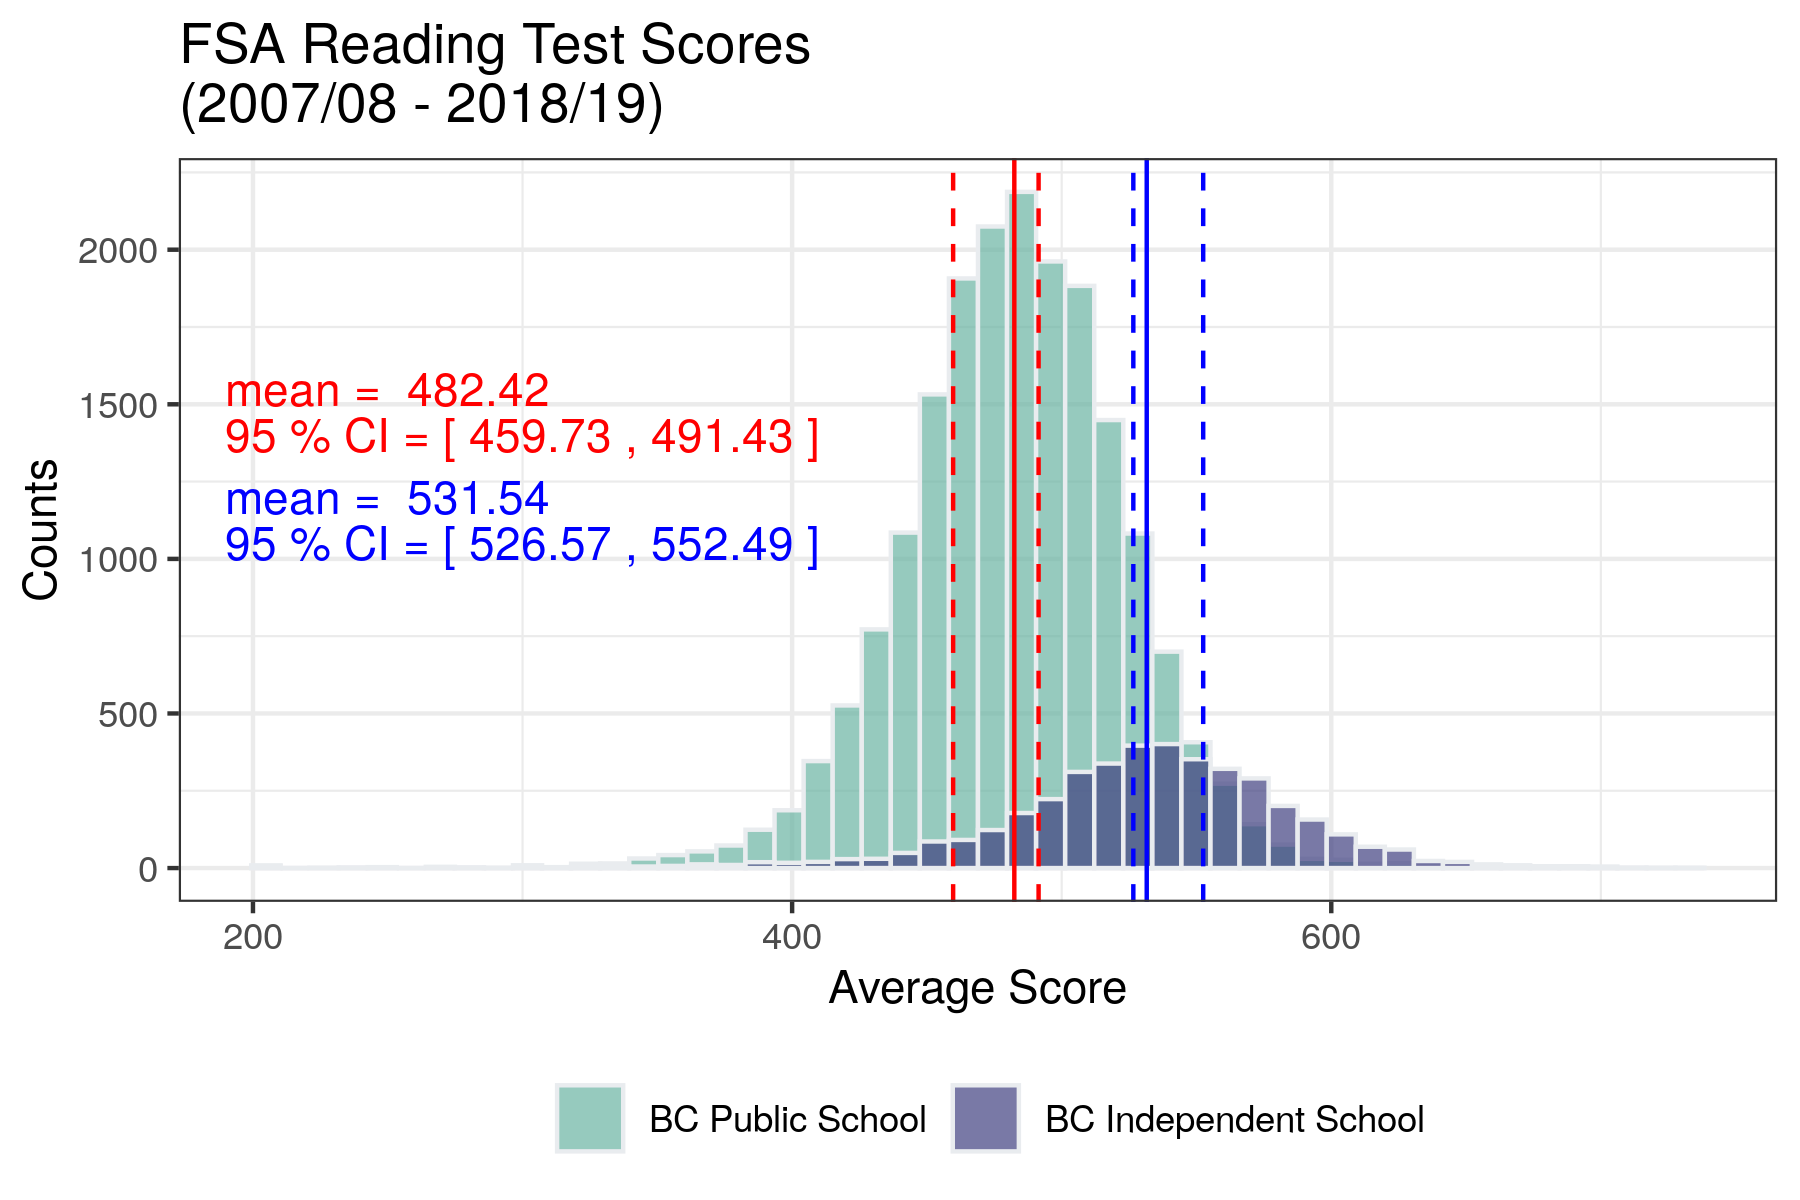 FSA Reading Test Scores
(2007/08 - 2018/19)
2000
1500
1000
500
0
Counts
mean =  482.42
95 % CI = [ 459.73 , 491.43 ]
mean =  531.54
95 % CI = [ 526.57 , 552.49 ]
200 400 600
Average Score
BC Public School BC Independent School